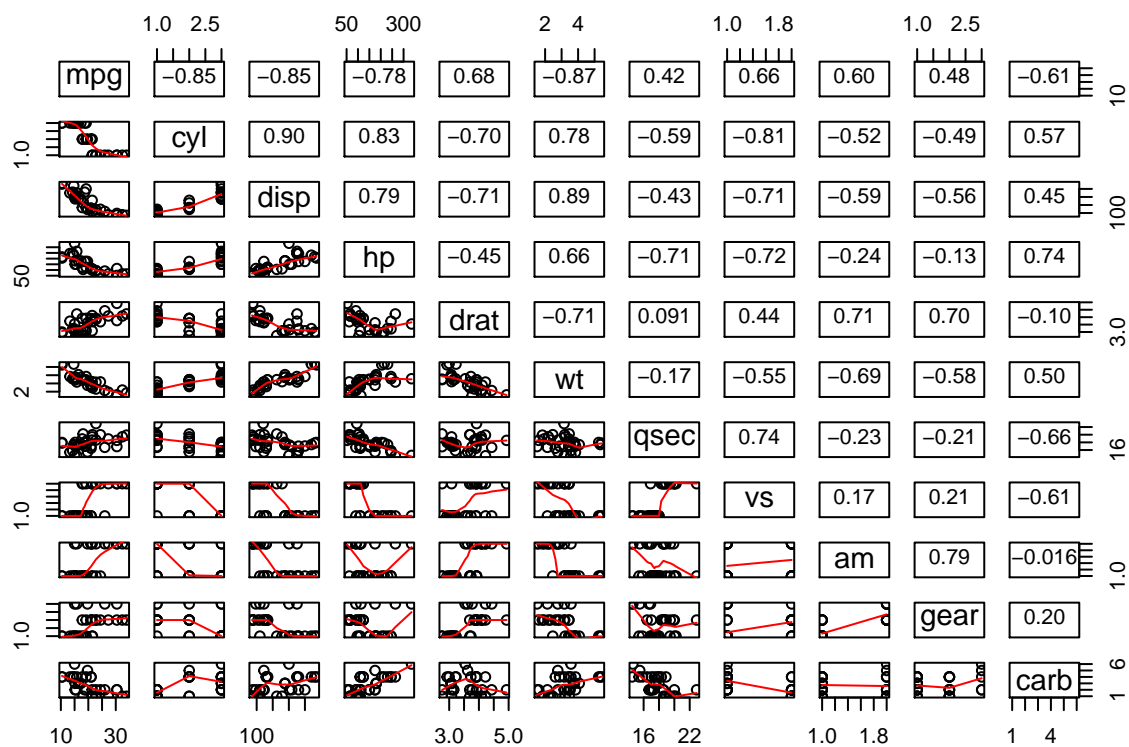 1.0 2.5 50 300 2 4 1.0 1.8 1.0 2.5
mpg −0.85 −0.85 −0.78 0.68 −0.87 0.42 0.66 0.60 0.48 −0.61 10
1.0 cyl 0.90 0.83 −0.70 0.78 −0.59 −0.81 −0.52 −0.49 0.57
disp 0.79 −0.71 0.89 −0.43 −0.71 −0.59 −0.56 0.45 100
50 hp −0.45 0.66 −0.71 −0.72 −0.24 −0.13 0.74
drat −0.71 0.091 0.44 0.71 0.70 −0.10 3.0
2 wt −0.17 −0.55 −0.69 −0.58 0.50
qsec 0.74 −0.23 −0.21 −0.66 16
1.0 vs 0.17 0.21 −0.61
am 0.79 −0.016 1.0
1.0 gear 0.20
carb 1 6
10 30 100 3.0 5.0 16 22 1.0 1.8 1 4